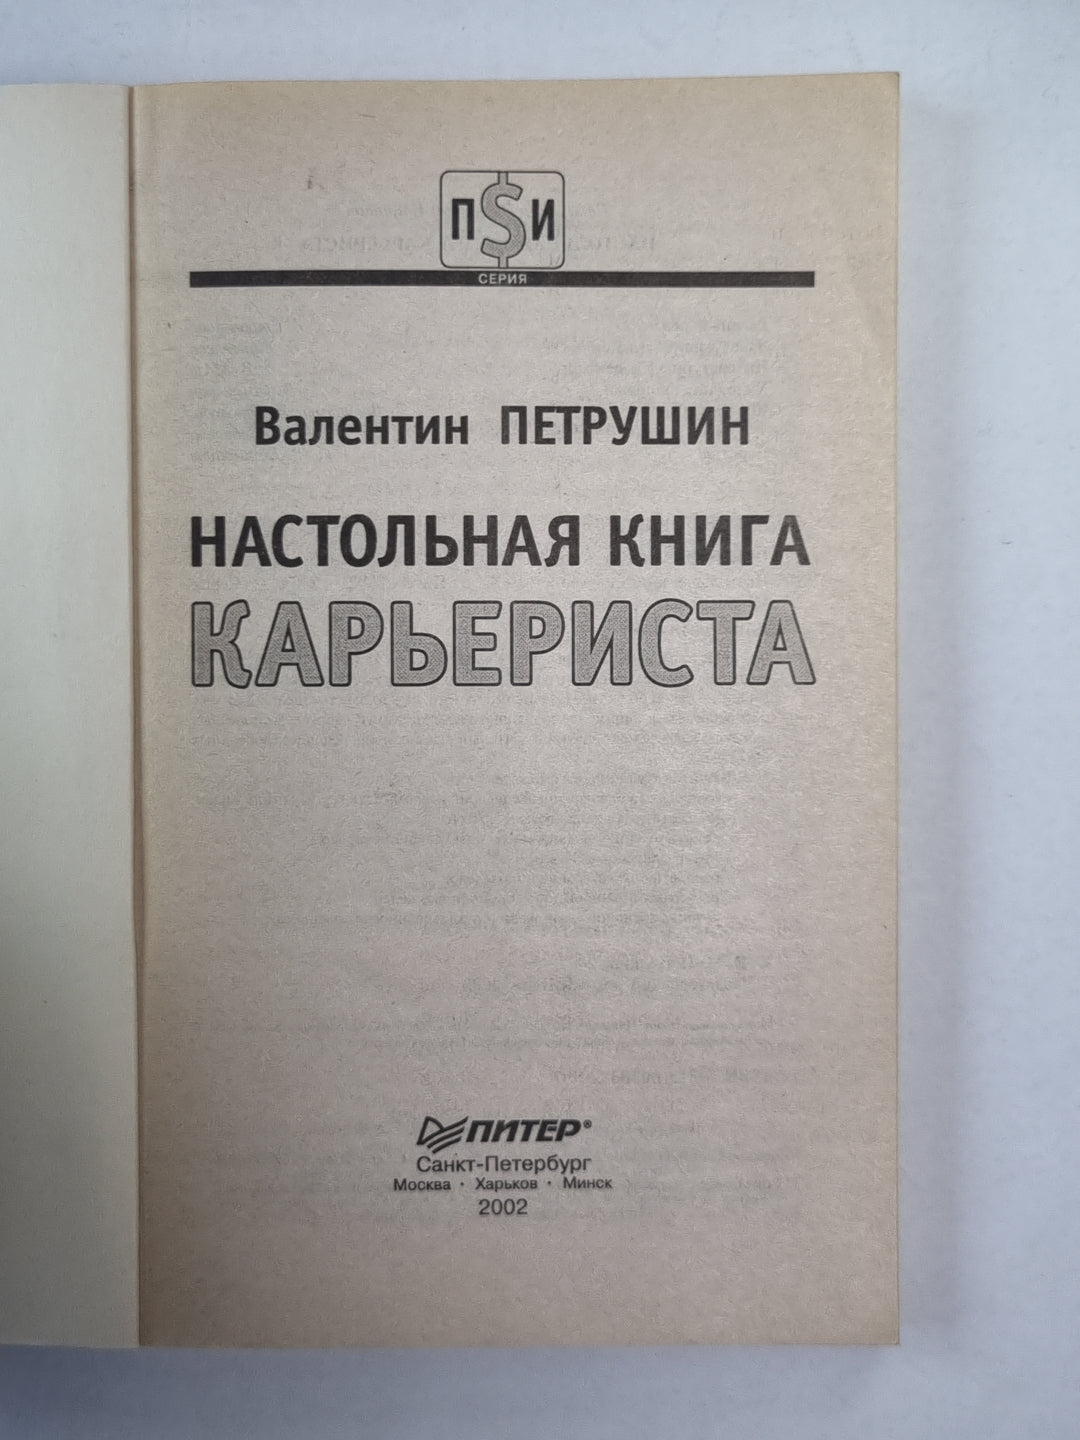 П$И
СЕРИЯ
Валентин ПЕТРУШИН
НАСТОЛЬНАЯ КНИГА
КАРЬЕРИСТА
ПИТЕР®
Санкт-Петербург
Москва · Харьков · Минск
2002